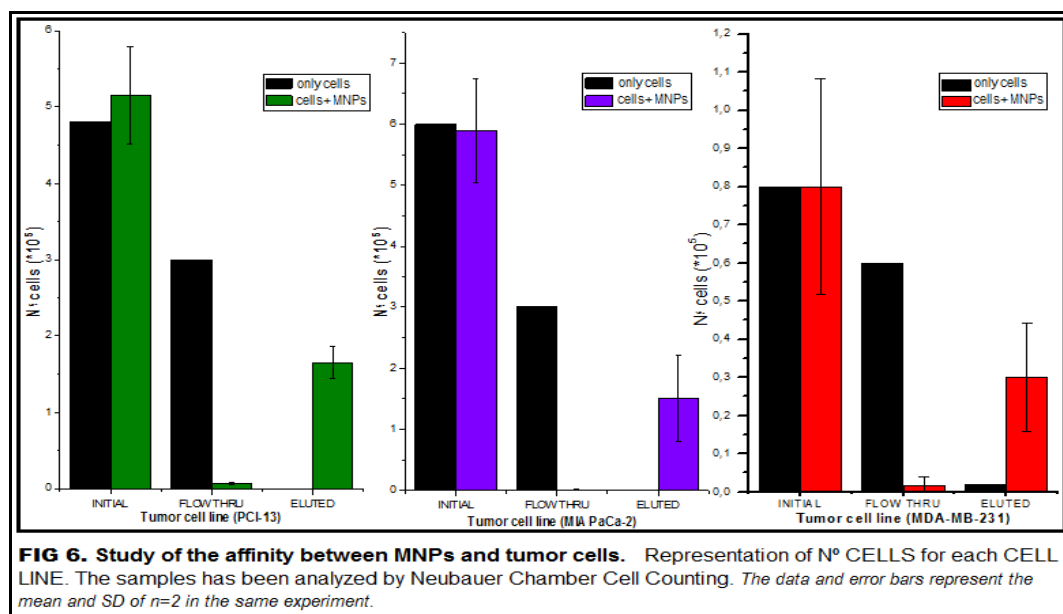 6
5
4
3
2
1
0
N° cells (*10⁵)
only cells
cells+MNPs
INITIAL FLOWTHRU ELUTED
Tumor cell line (PCI-13)
7
6
5
4
3
2
1
0
N° cells (*10⁵)
only cells
cells+MNPs
INITIAL FLOWTHRU ELUTED
Tumor cell line (MIA PaCa-2)
1,2
1,1
1,0
0,9
0,8
0,7
0,6
0,5
0,4
0,3
0,2
0,1
0,0
N° cells (*10⁵)
only cells
cells+MNPs
INITIAL FLOWTHRU ELUTED
Tumor cell line (MDA-MB-231)
FIG 6. Study of the affinity between MNPs and tumor cells. Representation of Nº CELLS for each CELL
LINE. The samples has been analyzed by Neubauer Chamber Cell Counting. The data and error bars represent the
mean and SD of n=2 in the same experiment.